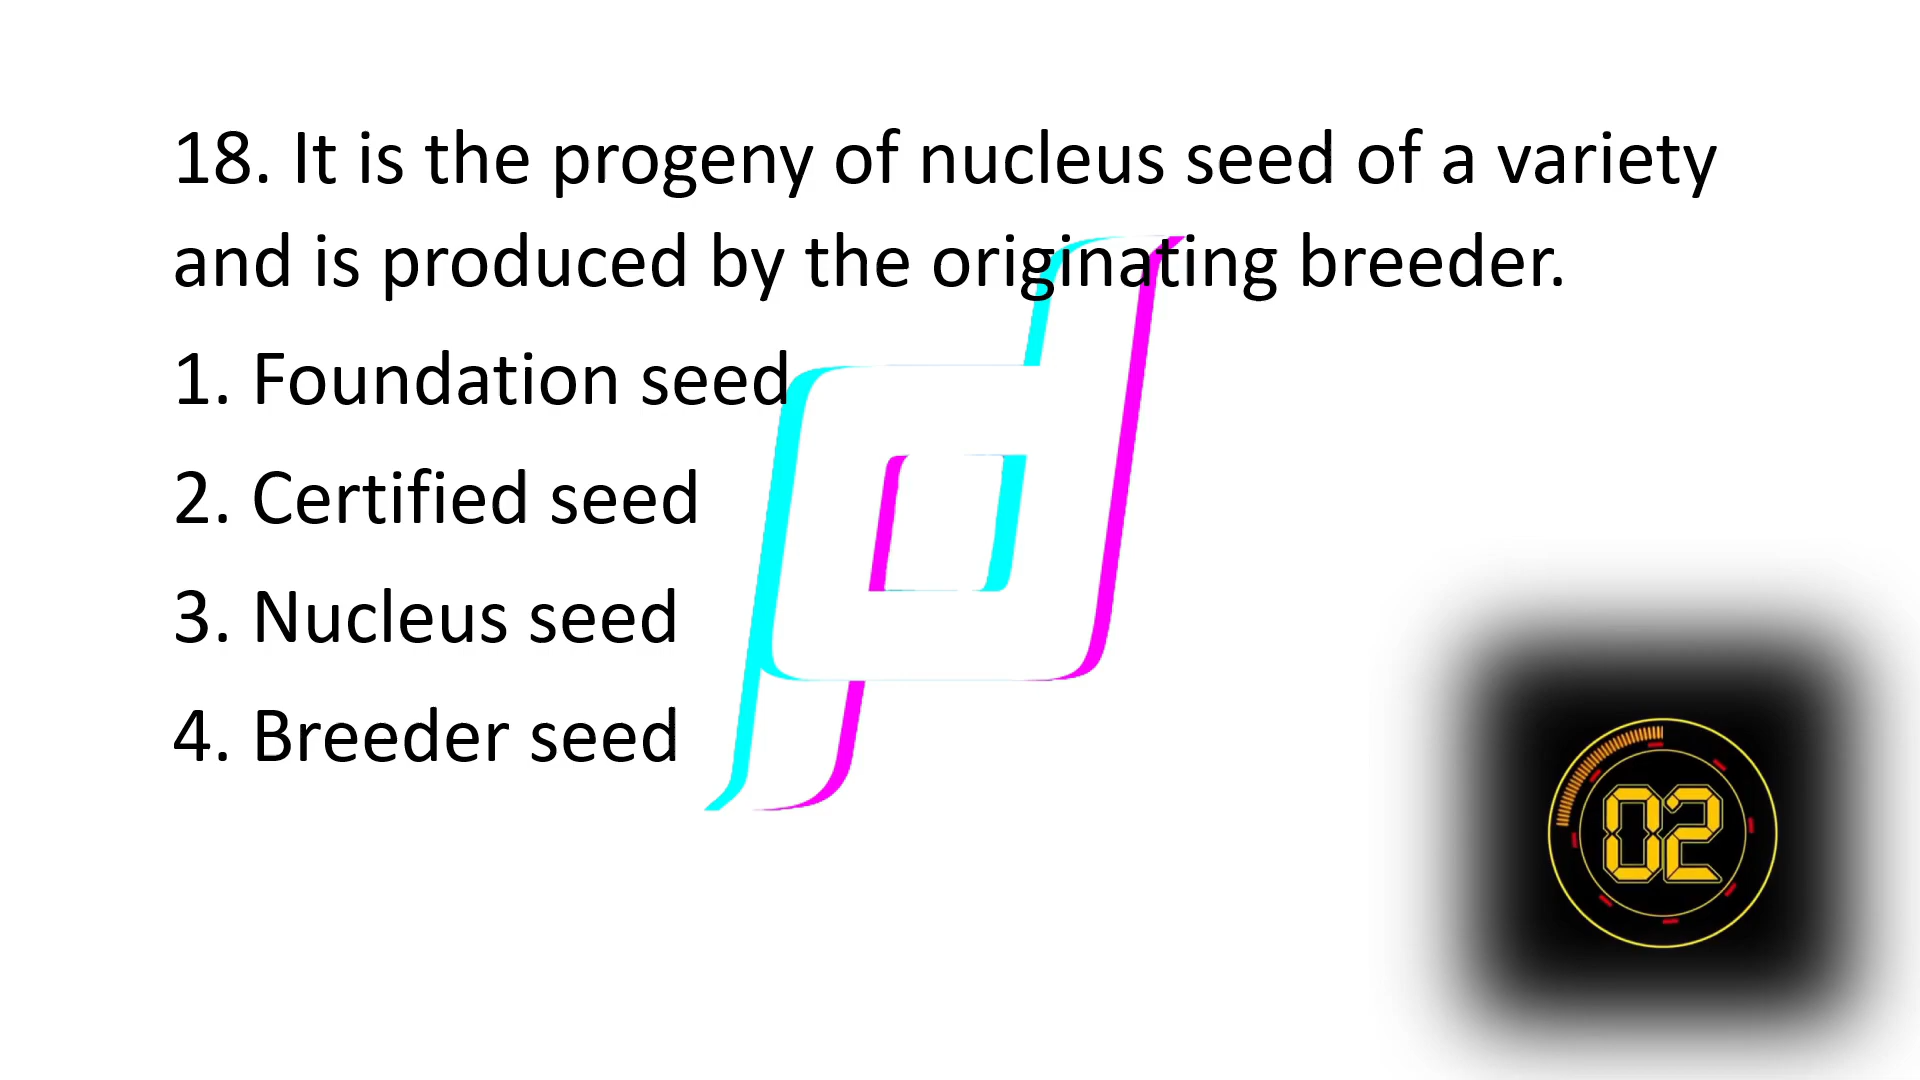 18. It is the progeny of nucleus seed of a variety
and is produced by the originating breeder.
1. Foundation seed
2. Certified seed
3. Nucleus seed
4. Breeder seed
02